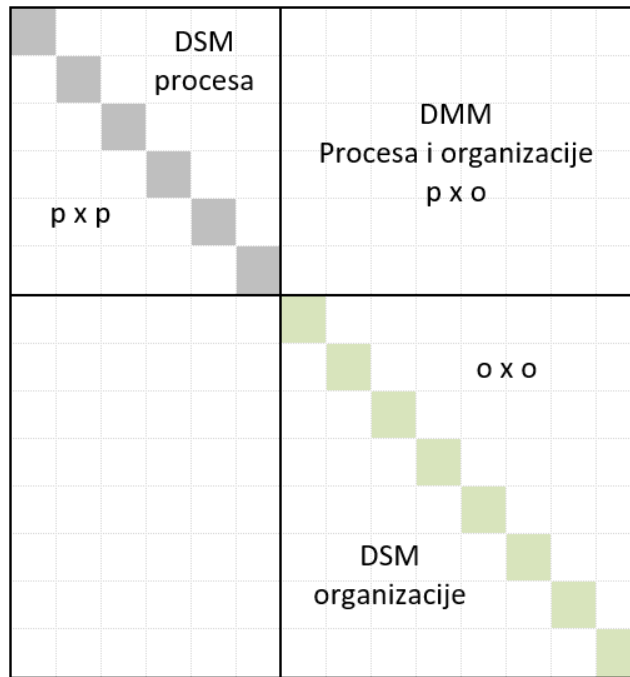 DSM
procesa
p x p
DMM
Procesa i organizacije
p x o
o x o
DSM
organizacije